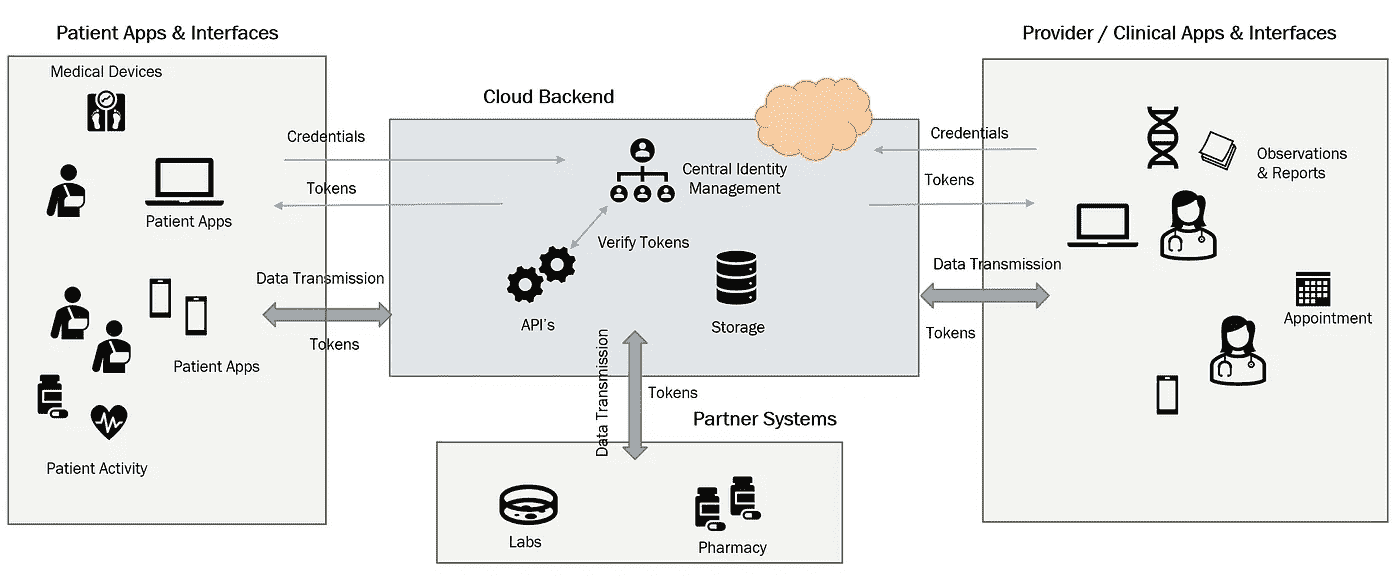 Patient Apps & Interfaces
Provider / Clinical Apps & Interfaces
Medical Devices
Cloud Backend
Credentials
Credentials
Central Identity
Management
Observations
& Reports
Tokens
Tokens
Patient Apps
Verify Tokens
Data Transmission
Data Transmission
API's
Storage
Appointment
Tokens
Tokens
Patient Apps
Data Transmission
Tokens
Partner Systems
Patient Activity
Labs
Pharmacy